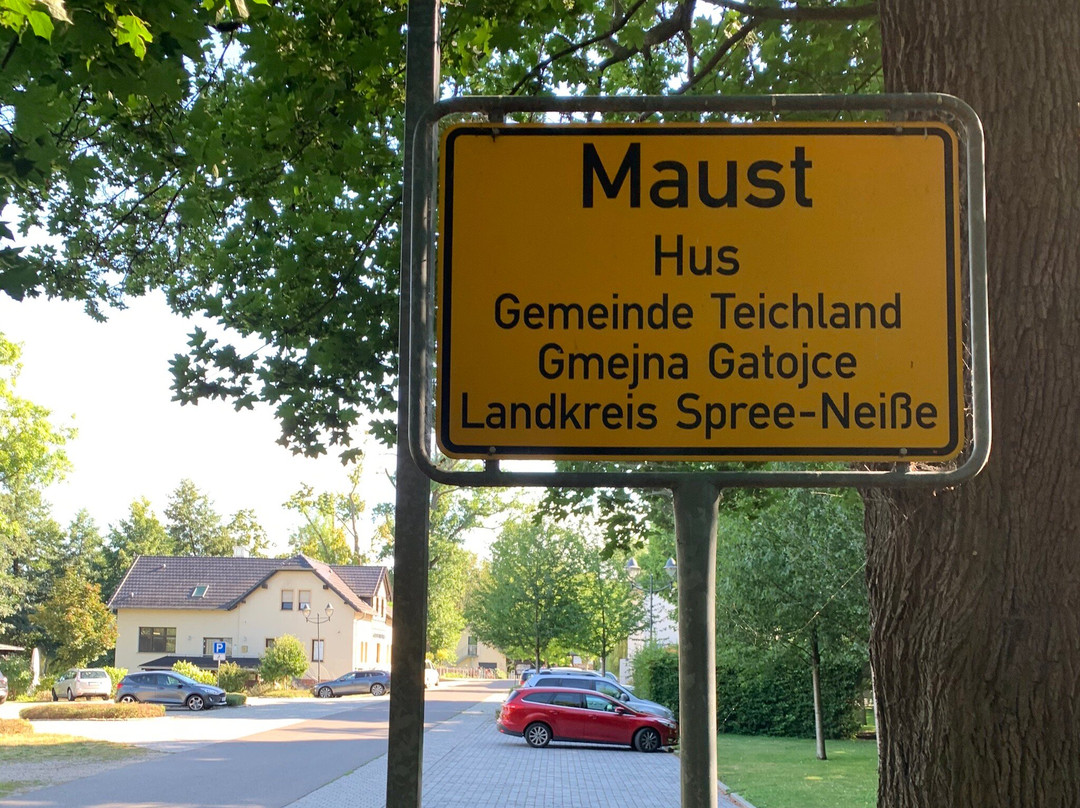 Maust
Hus
Gemeinde Teichland
Gmejna Gatojce
Landkreis Spree-Neiße
P